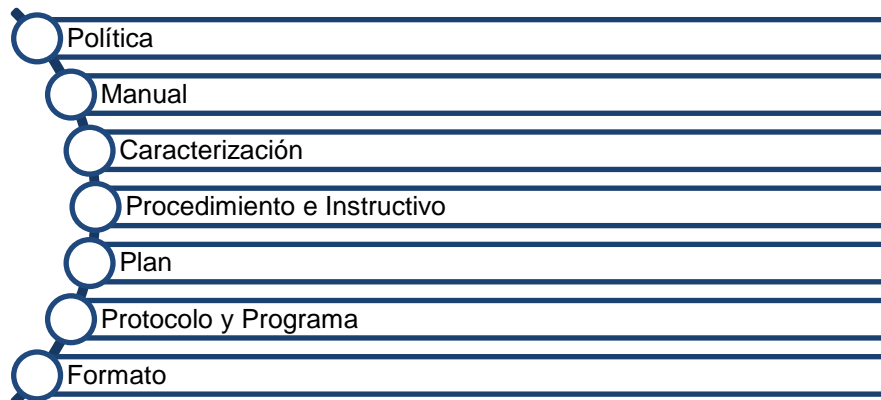 Política
Manual
Caracterización
Procedimiento e Instructivo
Plan
Protocolo y Programa
Formato